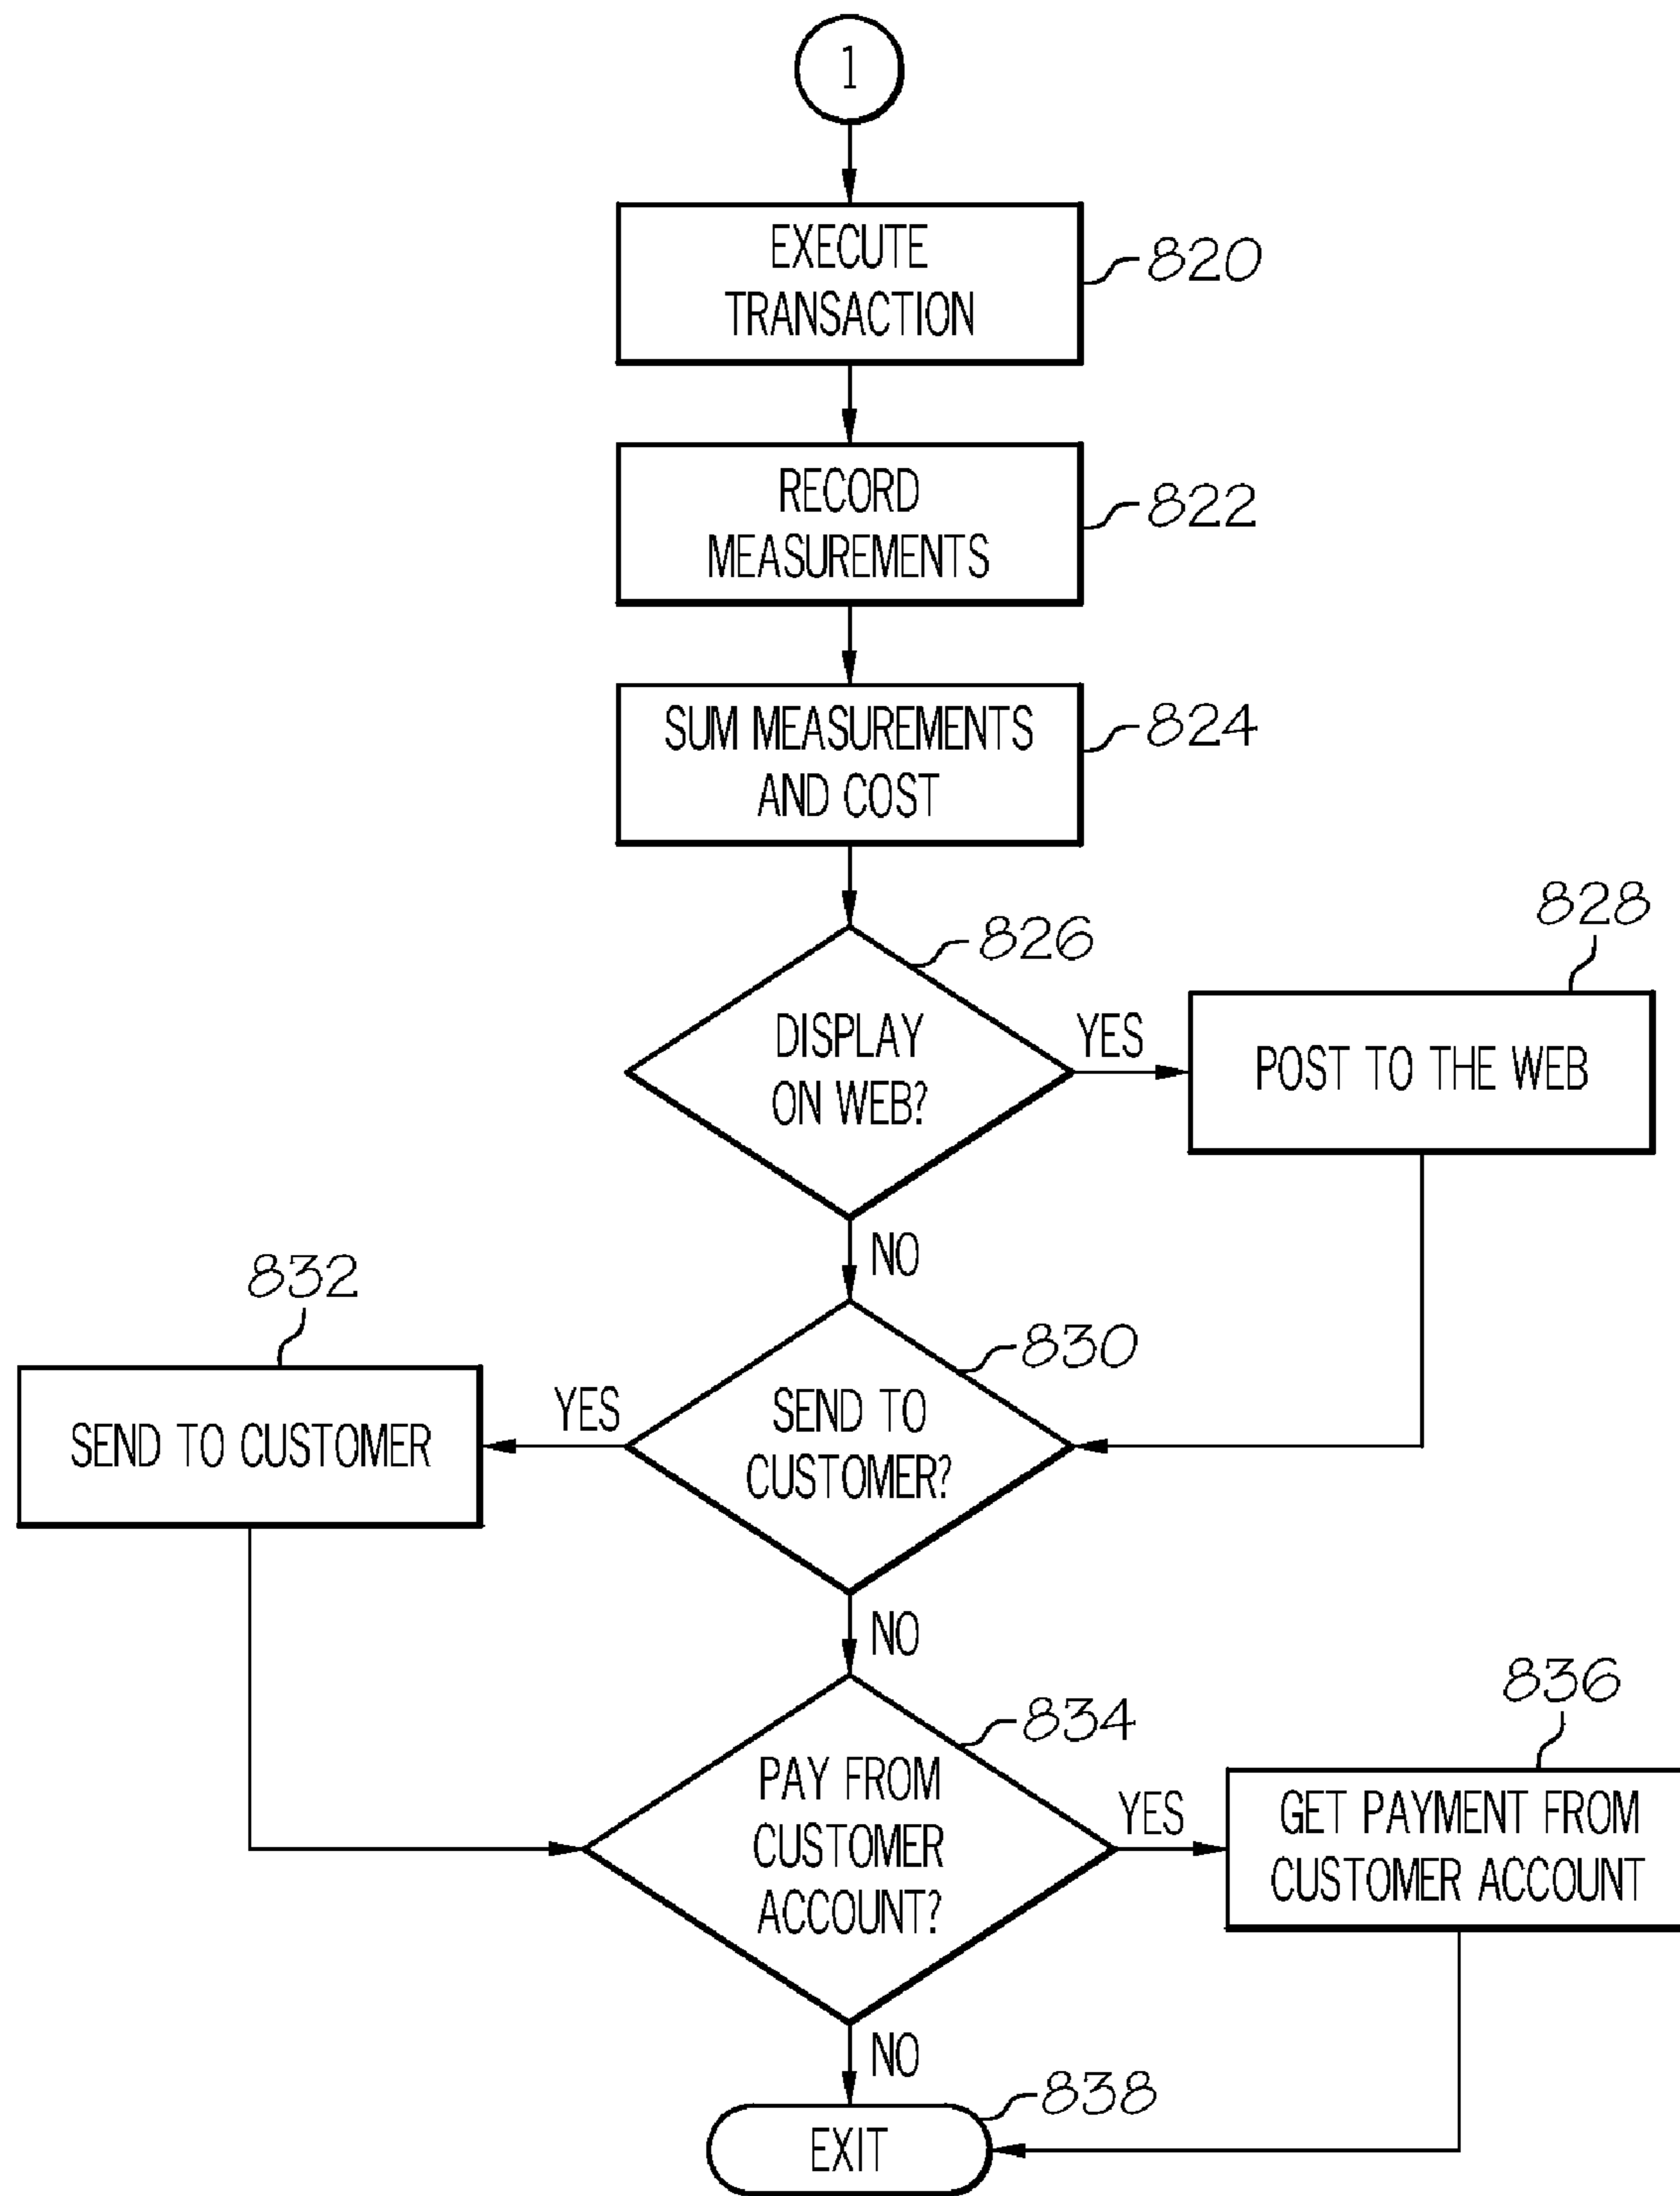 1
EXECUTE
TRANSACTION
820
RECORD
MEASUREMENTS
822
SUM MEASUREMENTS
AND COST
824
826
DISPLAY
ON WEB?
YES
828
POST TO THE WEB
NO
830
SEND TO
CUSTOMER?
YES
832
SEND TO CUSTOMER
NO
834
PAY FROM
CUSTOMER
ACCOUNT?
YES
836
GET PAYMENT FROM
CUSTOMER ACCOUNT
NO
838
EXIT